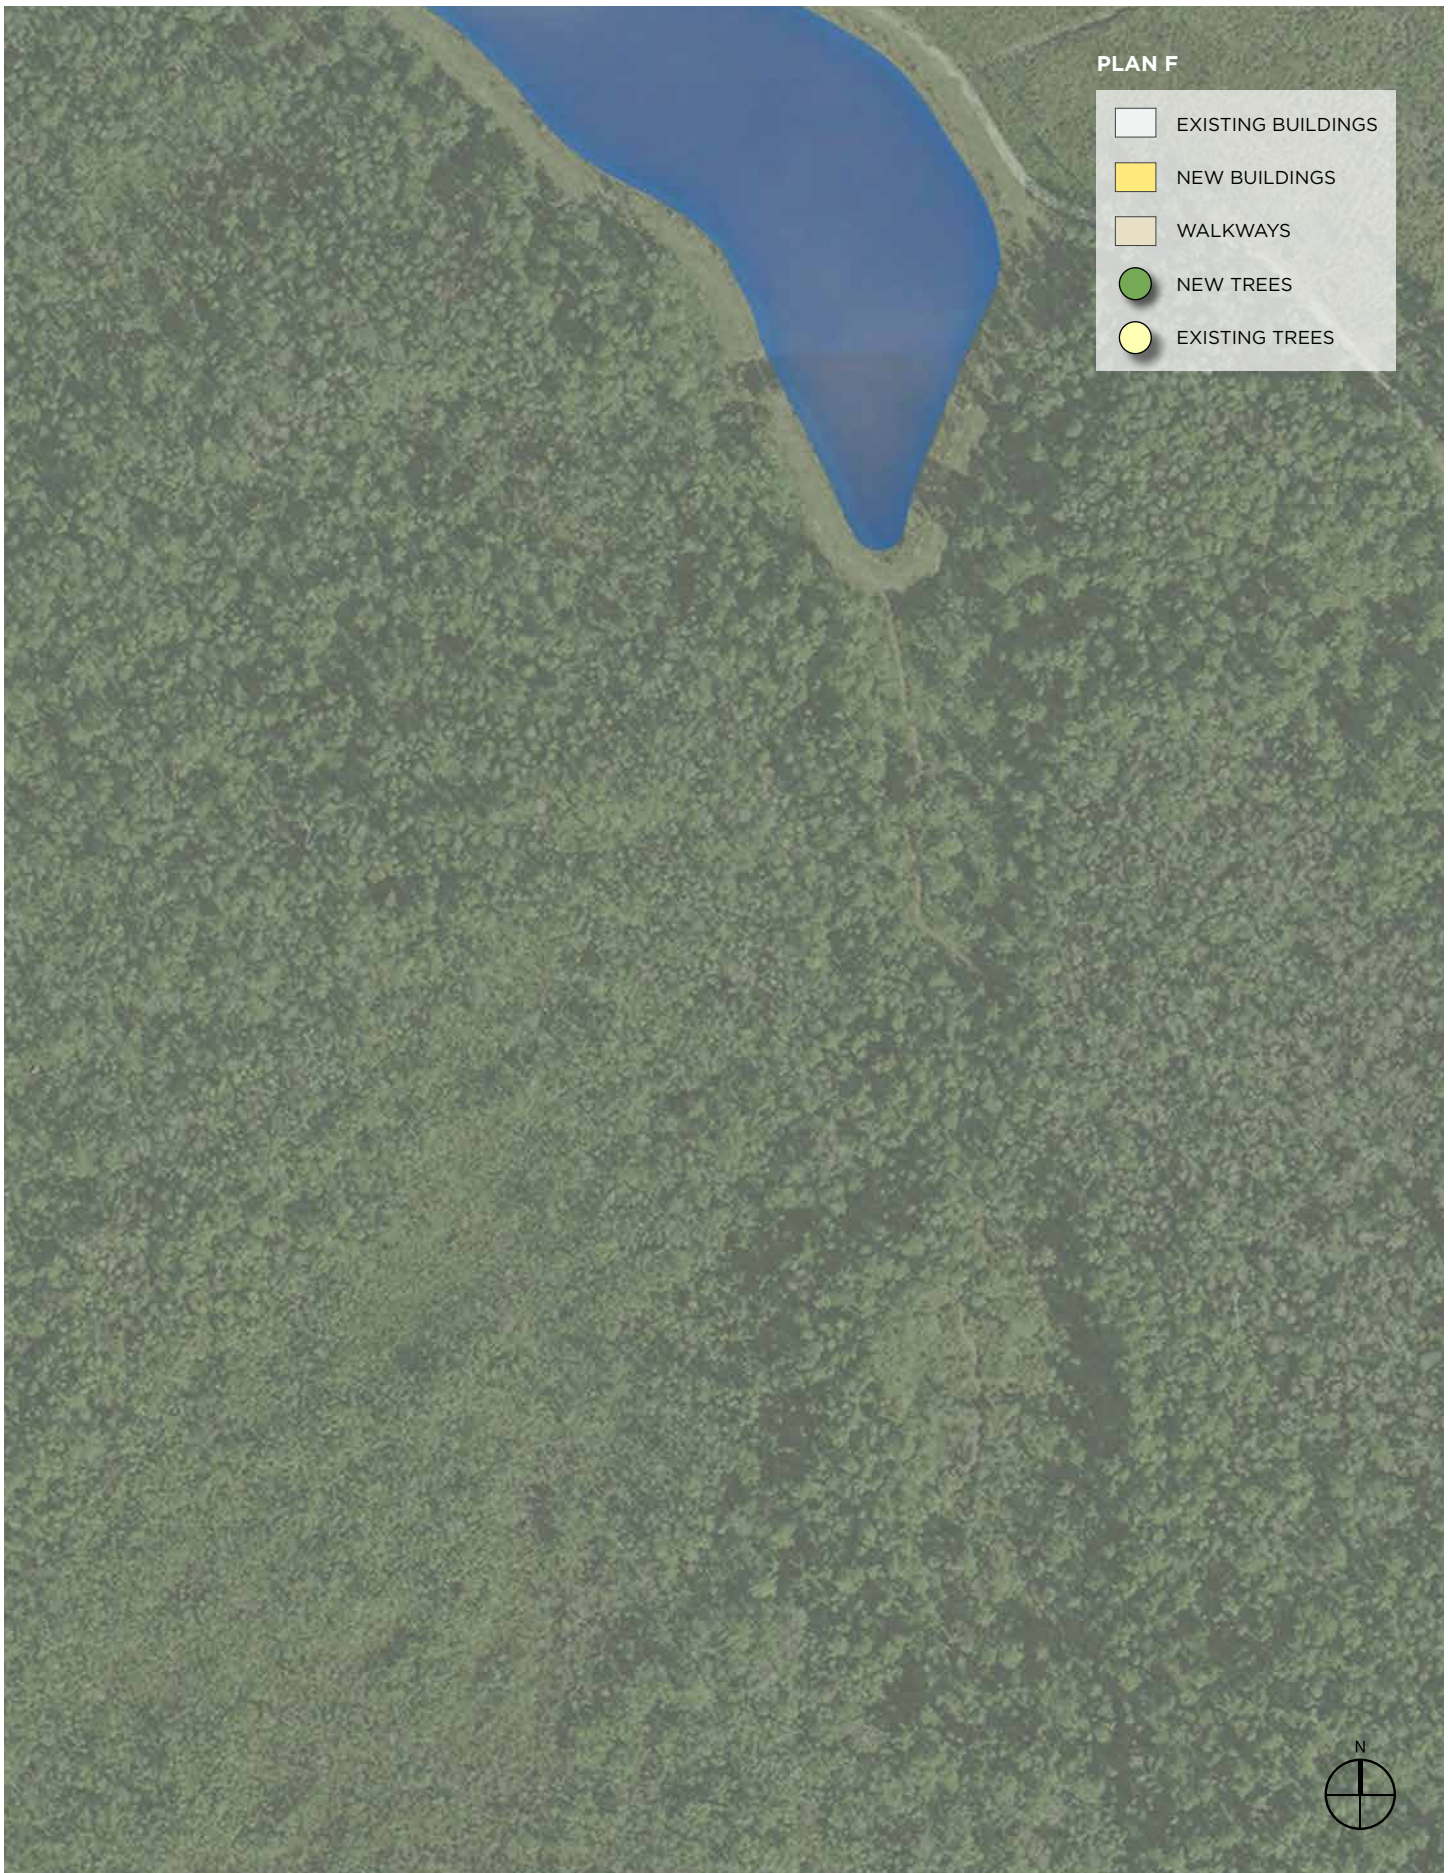 PLAN F
EXISTING BUILDINGS
NEW BUILDINGS
WALKWAYS
NEW TREES
EXISTING TREES
N